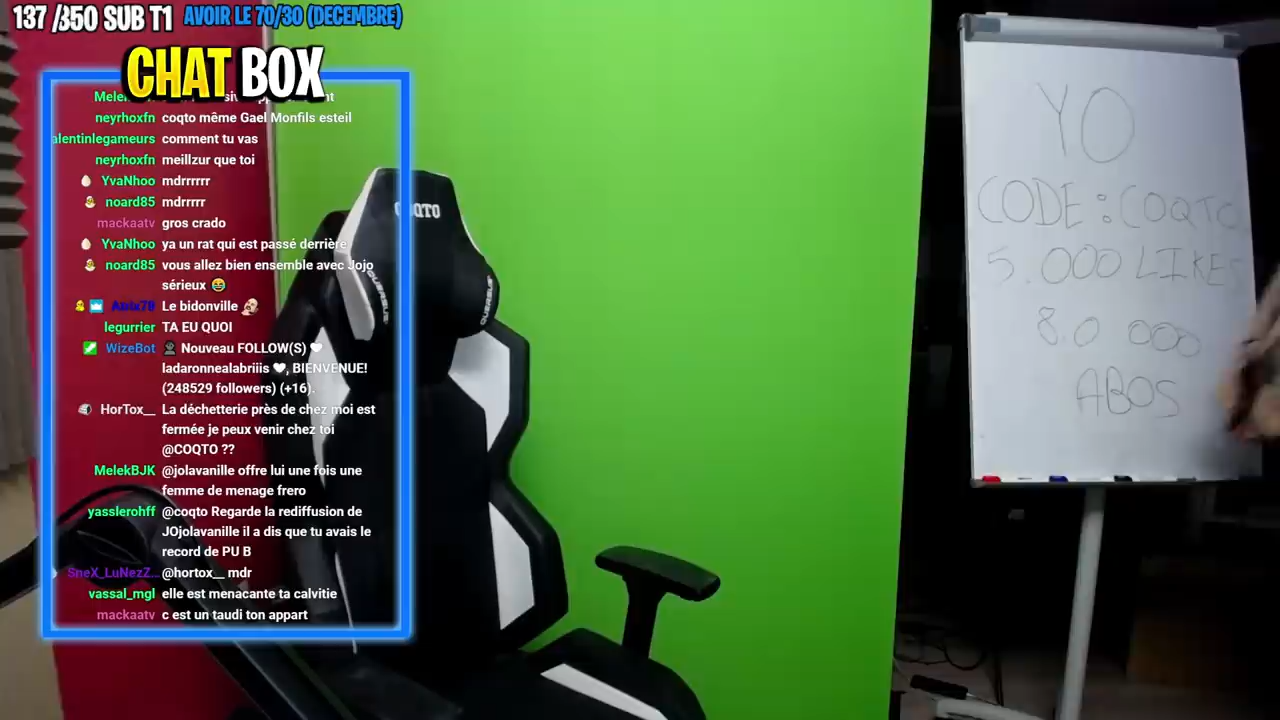 137 /350 SUB T1 AVOIR LE 70/30 (DECEMBRE)
CHAT BOX
neyrhoxfn coqto même Gael Monfils esteil
alentinlegameurs comment tu vas
neyrhoxfn meillzur que toi
YvaNhoo mdrrrrrr
noard85 mdrrrrr
mackaatv gros crado
YvaNhoo ya un rat qui est passé derrière
noard85 vous allez bien ensemble avec Jojo
sérieux 😂
Le bidonville
legurrier TA EU QUOI
WizeBot Nouveau FOLLOW(S)
ladaronnealabriiis ❤, BIENVENUE!
(248529 followers) (+16).
HorTox__ La déchetterie près de chez moi est
fermée je peux venir chez toi
@COQTO ??
MelekBJK @jolavanille offre lui une fois une
femme de menage frero
yasslerohff @coqto Regarde la rediffusion de
JOjolavanille il a dis que tu avais le
record de PU B
SneX_LuNezZ... @hortox__ mdr
vassal_mgl elle est menacante ta calvitie
mackaatv c est un taudi ton appart
COQTO
QUERSUS
QUERSUS
YO
CODE : COQTO
5.000 LIKES
8.0 000
ABOS